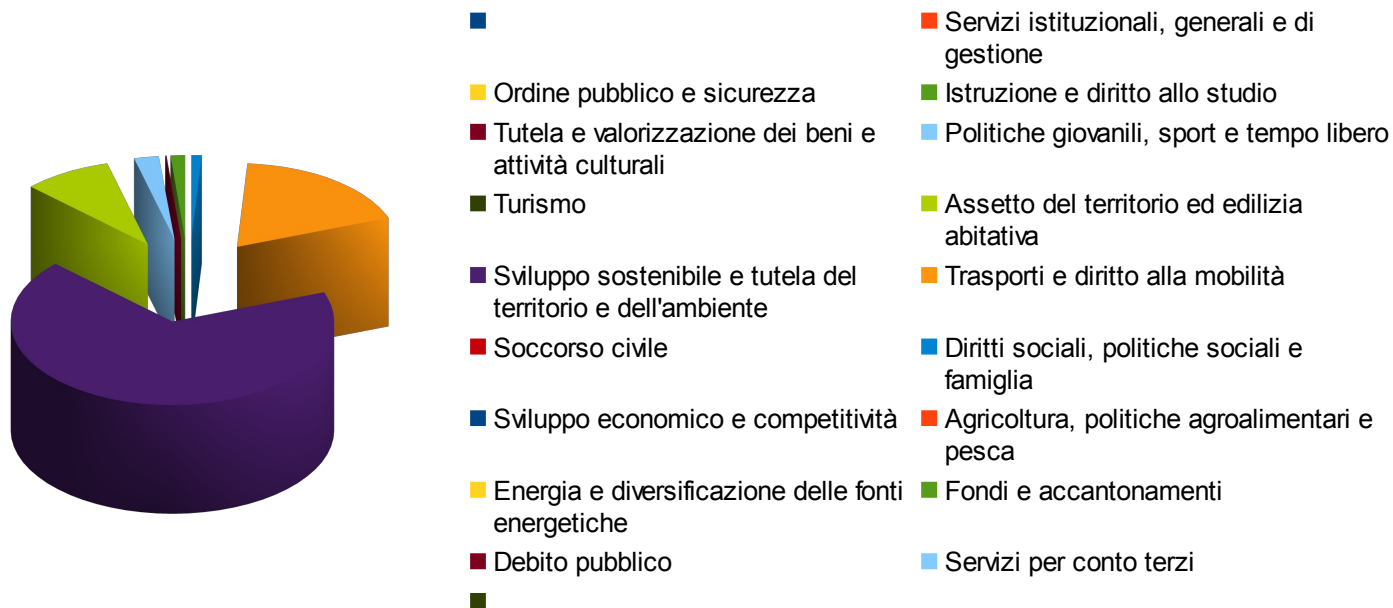 Servizi istituzionali, generali e di
gestione
Ordine pubblico e sicurezza
Istruzione e diritto allo studio
Tutela e valorizzazione dei beni e
attività culturali
Politiche giovanili, sport e tempo libero
Turismo
Assetto del territorio ed edilizia
abitativa
Sviluppo sostenibile e tutela del
territorio e dell'ambiente
Trasporti e diritto alla mobilità
Soccorso civile
Diritti sociali, politiche sociali e
famiglia
Sviluppo economico e competitività
Agricoltura, politiche agroalimentari e
pesca
Energia e diversificazione delle fonti
energetiche
Fondi e accantonamenti
Debito pubblico
Servizi per conto terzi